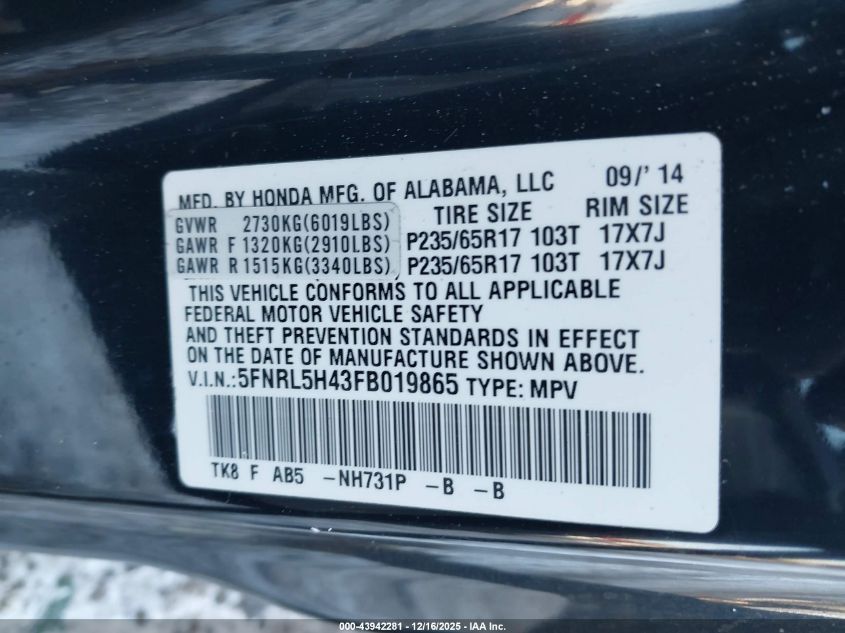 MFD. BY HONDA MFG. OF ALABAMA, LLC 09/' 14
GVWR 2730KG(6019LBS) TIRE SIZE RIM SIZE
GAWR F 1320KG(2910LBS) P235/65R17 103T 17X7J
GAWR R 1515KG(3340LBS) P235/65R17 103T 17X7J
THIS VEHICLE CONFORMS TO ALL APPLICABLE
FEDERAL MOTOR VEHICLE SAFETY
AND THEFT PREVENTION STANDARDS IN EFFECT
ON THE DATE OF MANUFACTURE SHOWN ABOVE.
V.I.N.:5FNRL5H43FB019865 TYPE: MPV
TK8 F AB5 -NH731P -B -B
000-43942281 - 12/16/2025 - IAA Inc.